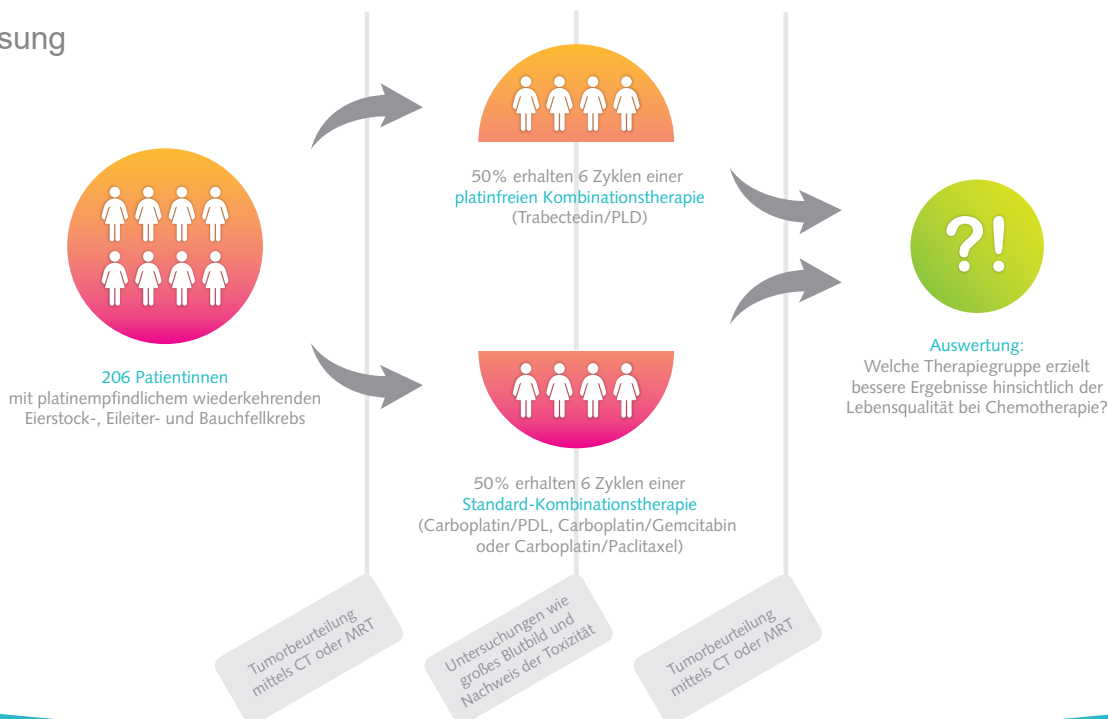 sung
50% erhalten 6 Zyklen einer
platinfreien Kombinationstherapie
(Trabectedin/PLD)
?!
206 Patientinnen
mit platinempfindlichem wiederkehrenden
Eierstock-, Eileiter- und Bauchfellkrebs
Auswertung:
Welche Therapiegruppe erzielt
bessere Ergebnisse hinsichtlich der
Lebensqualität bei Chemotherapie?
50% erhalten 6 Zyklen einer
Standard-Kombinationstherapie
(Carboplatin/PDL, Carboplatin/Gemcitabin
oder Carboplatin/Paclitaxel)
Tumorbeurteilung
mittels CT oder MRT
Untersuchungen wie
großes Blutbild und
Nachweis der Toxizität
Tumorbeurteilung
mittels CT oder MRT